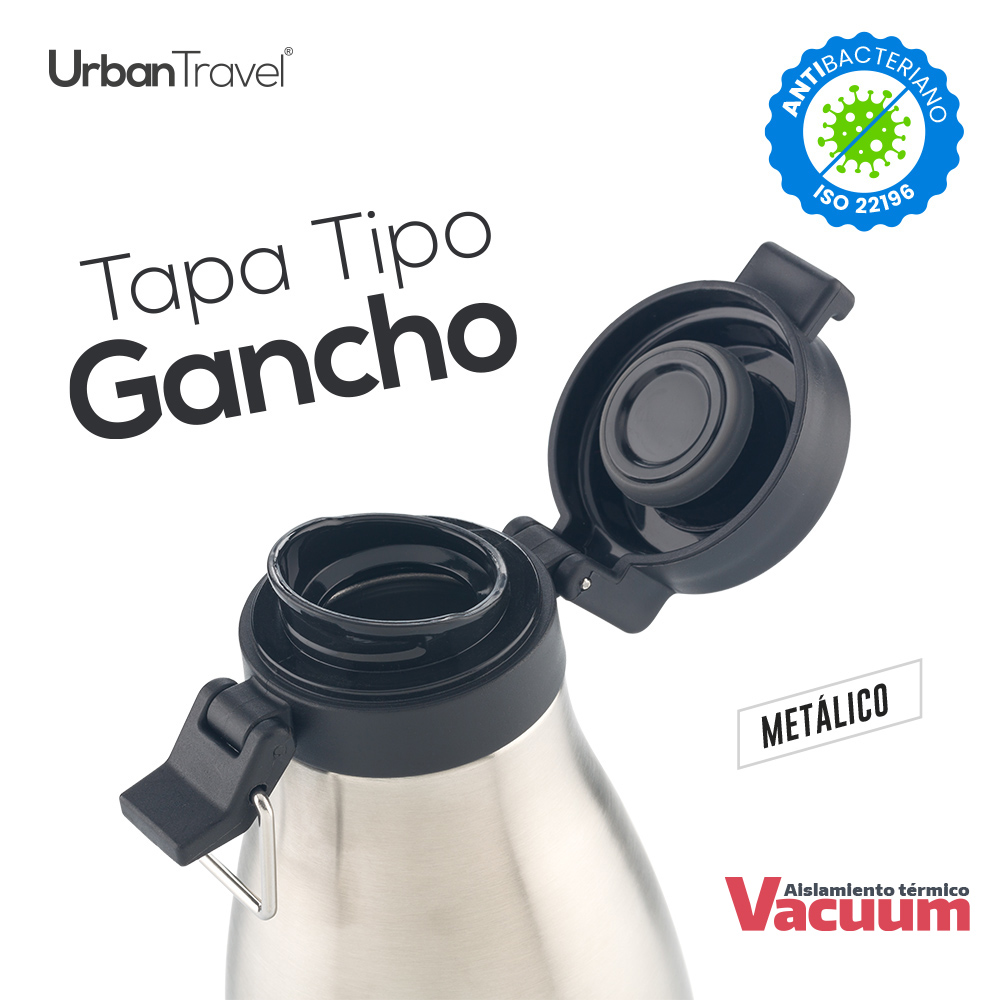 UrbanTravel®
ANTIBACTERIANO
ISO 22196
Tapa Tipo
Gancho
METÁLICO
Aislamiento térmico
Vacuum